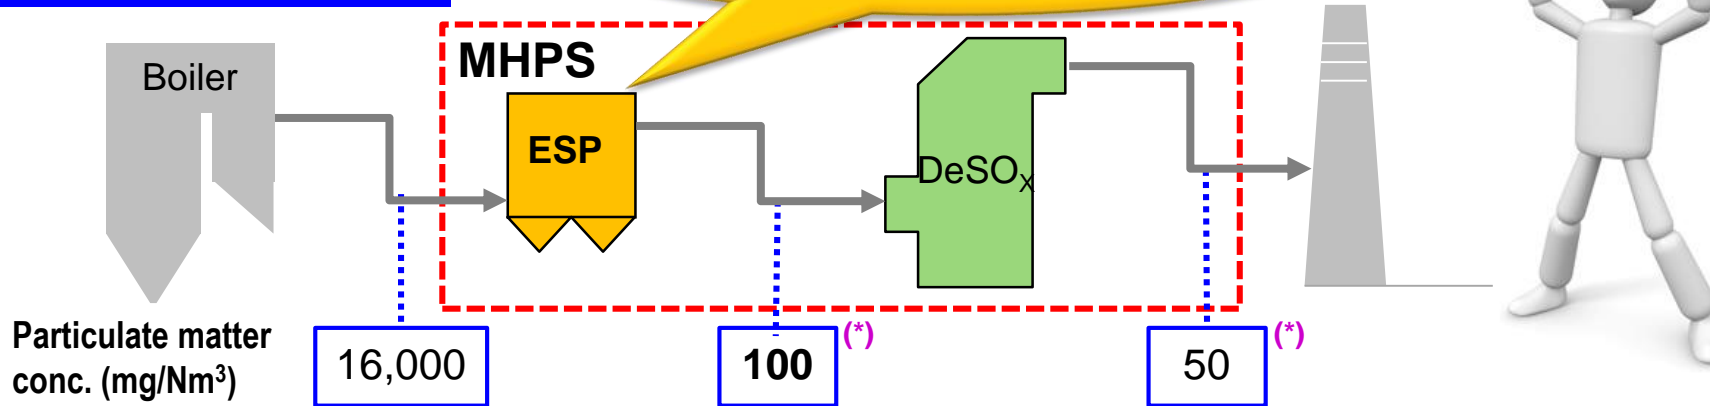 MHPS
Boiler
ESP
DeSOX
Particulate matter
conc. (mg/Nm3)
16,000
100
(*)
50
(*)